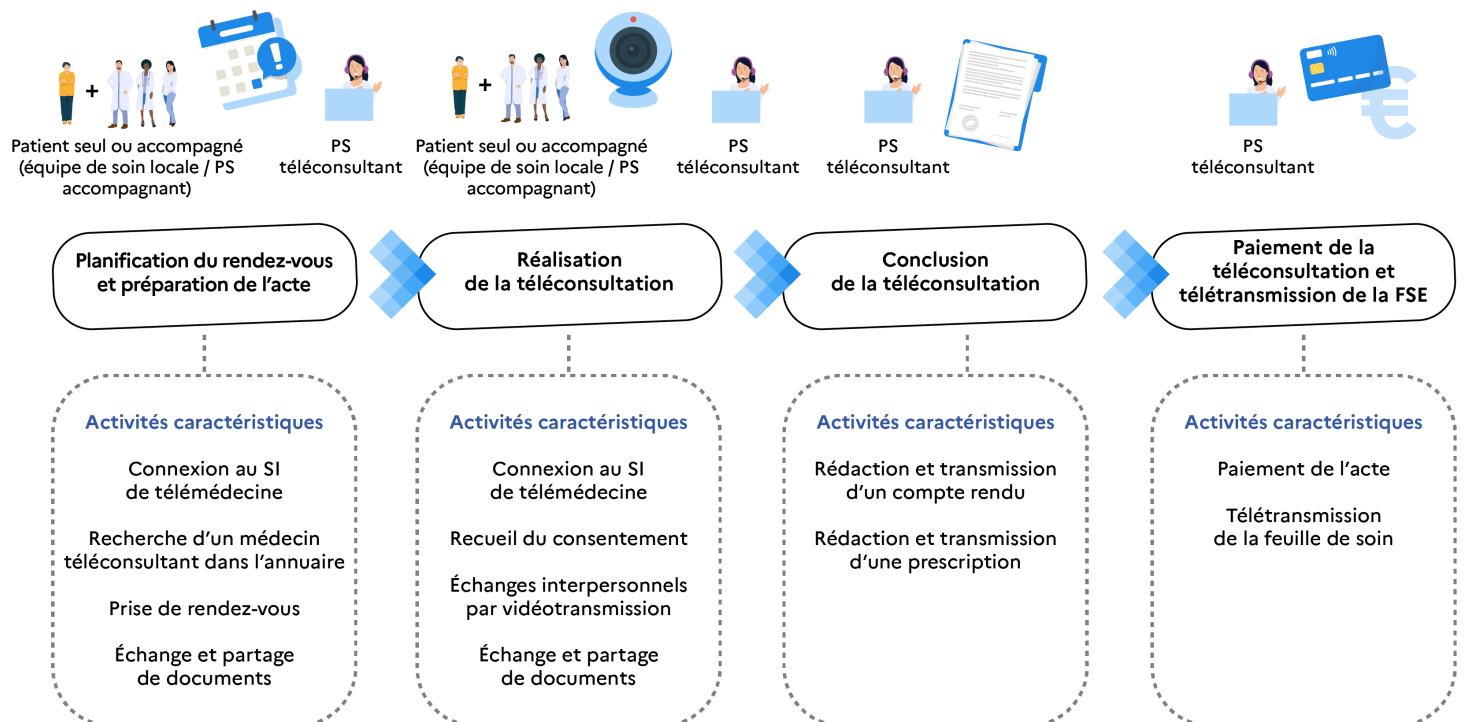 +
Patient seul ou accompagné
(équipe de soin locale / PS
accompagnant)
PS
téléconsultant
+
Patient seul ou accompagné
(équipe de soin locale / PS
accompagnant)
PS
téléconsultant
PS
téléconsultant
PS
téléconsultant
€
Planification du rendez-vous
et préparation de l’acte
Réalisation
de la téléconsultation
Conclusion
de la téléconsultation
Paiement de la
téléconsultation et
télétransmission de la FSE
Activités caractéristiques
Connexion au SI
de télémédecine
Recherche d’un médecin
téléconsultant dans l’annuaire
Prise de rendez-vous
Échange et partage
de documents
Activités caractéristiques
Connexion au SI
de télémédecine
Recueil du consentement
Échanges interpersonnels
par vidéotransmission
Échange et partage
de documents
Activités caractéristiques
Rédaction et transmission
d’un compte rendu
Rédaction et transmission
d’une prescription
Activités caractéristiques
Paiement de l’acte
Télétransmission
de la feuille de soin